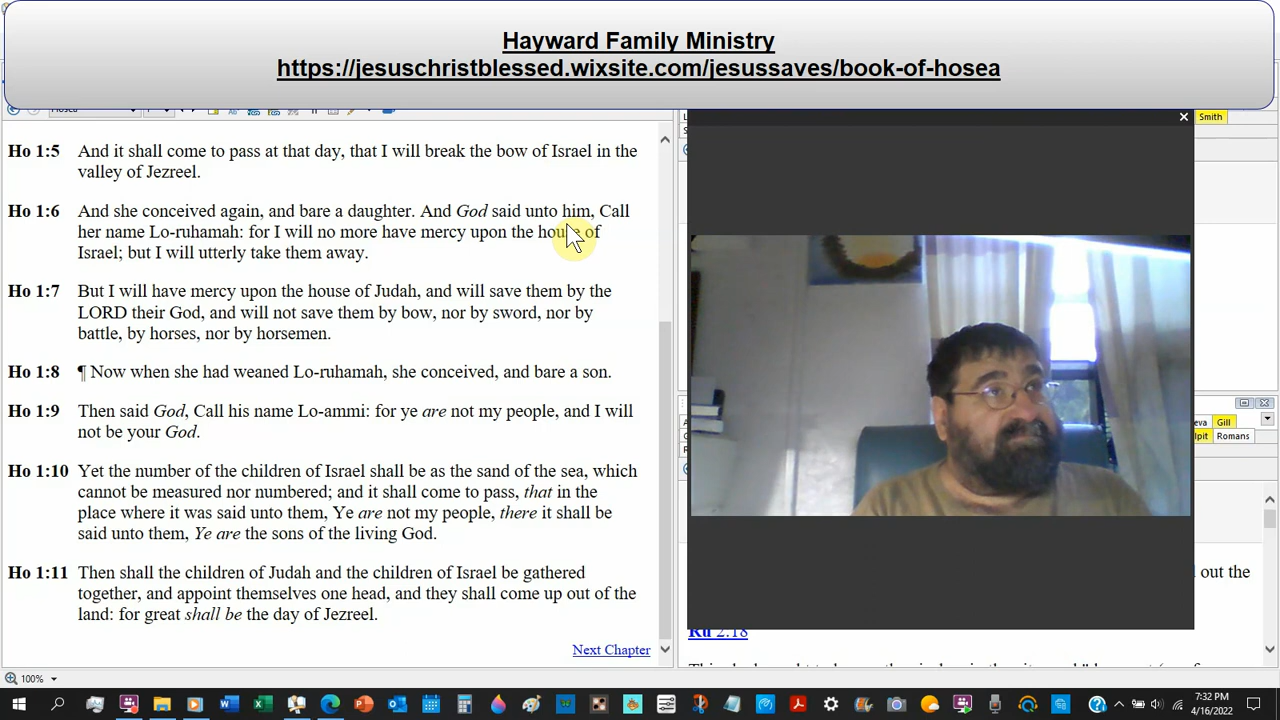 Hayward Family Ministry
https://jesuschristblessed.wixsite.com/jesussaves/book-of-hosea
Smith
Ho 1:5 And it shall come to pass at that day, that I will break the bow of Israel in the
valley of Jezreel.
Ho 1:6 And she conceived again, and bare a daughter. And God said unto him, Call
her name Lo-ruhamah: for I will no more have mercy upon the house of
Israel; but I will utterly take them away.
Ho 1:7 But I will have mercy upon the house of Judah, and will save them by the
LORD their God, and will not save them by bow, nor by sword, nor by
battle, by horses, nor by horsemen.
Ho 1:8 ¶ Now when she had weaned Lo-ruhamah, she conceived, and bare a son.
Ho 1:9 Then said God, Call his name Lo-ammi: for ye are not my people, and I will
not be your God.
Ho 1:10 Yet the number of the children of Israel shall be as the sand of the sea, which
cannot be measured nor numbered; and it shall come to pass, that in the
place where it was said unto them, Ye are not my people, there it shall be
said unto them, Ye are the sons of the living God.
Ho 1:11 Then shall the children of Judah and the children of Israel be gathered
together, and appoint themselves one head, and they shall come up out of the
land: for great shall be the day of Jezreel.
Next Chapter
eva Gill
lpit Romans
out the
Ru 2:18
100%
7:32 PM
4/16/2022